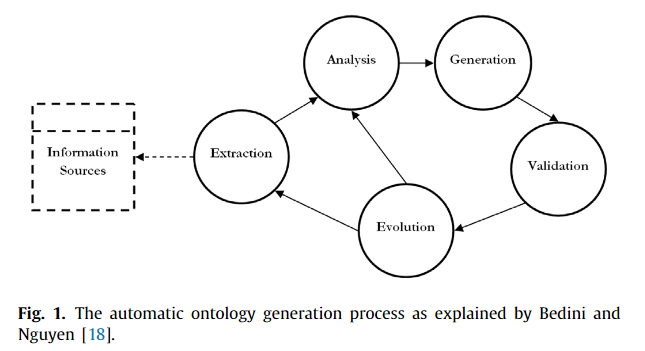 Analysis
Generation
Information
Sources
Extraction
Validation
Evolution
Fig. 1. The automatic ontology generation process as explained by Bedini and
Nguyen [18].